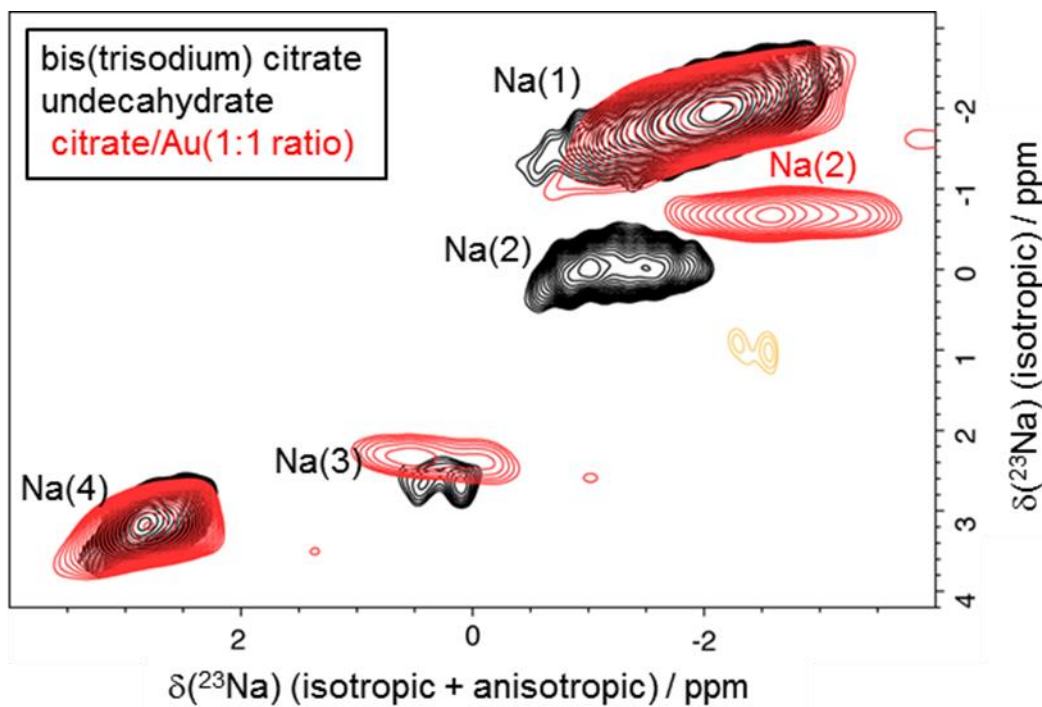 bis(trisodium) citrate
undecahydrate
citrate/Au(1:1 ratio)
Na(1)
Na(2)
Na(2)
Na(3)
Na(4)
-2
-1
0
1
2
3
4
δ(²³Na) (isotropic) / ppm
2
0
-2
δ(²³Na) (isotropic + anisotropic) / ppm